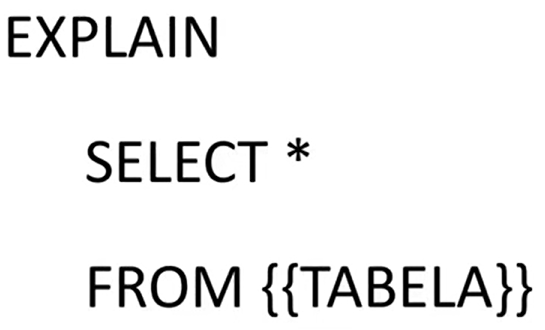 EXPLAIN
SELECT *
FROM {{TABELA}}